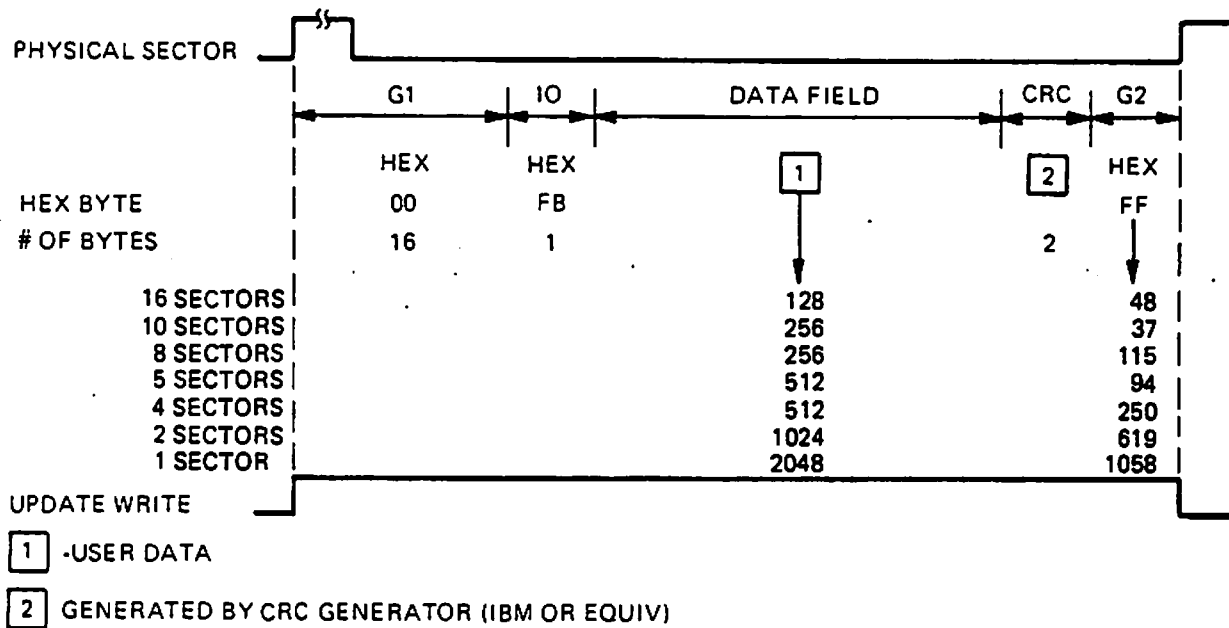 PHYSICAL SECTOR
G1 IO DATA FIELD CRC G2
HEX HEX 1 2 HEX
HEX BYTE 00 FB FF
# OF BYTES 16 1 2
16 SECTORS 128 48
10 SECTORS 256 37
8 SECTORS 256 115
5 SECTORS 512 94
4 SECTORS 512 250
2 SECTORS 1024 619
1 SECTOR 2048 1058
UPDATE WRITE
1 -USER DATA
2 GENERATED BY CRC GENERATOR (IBM OR EQUIV)